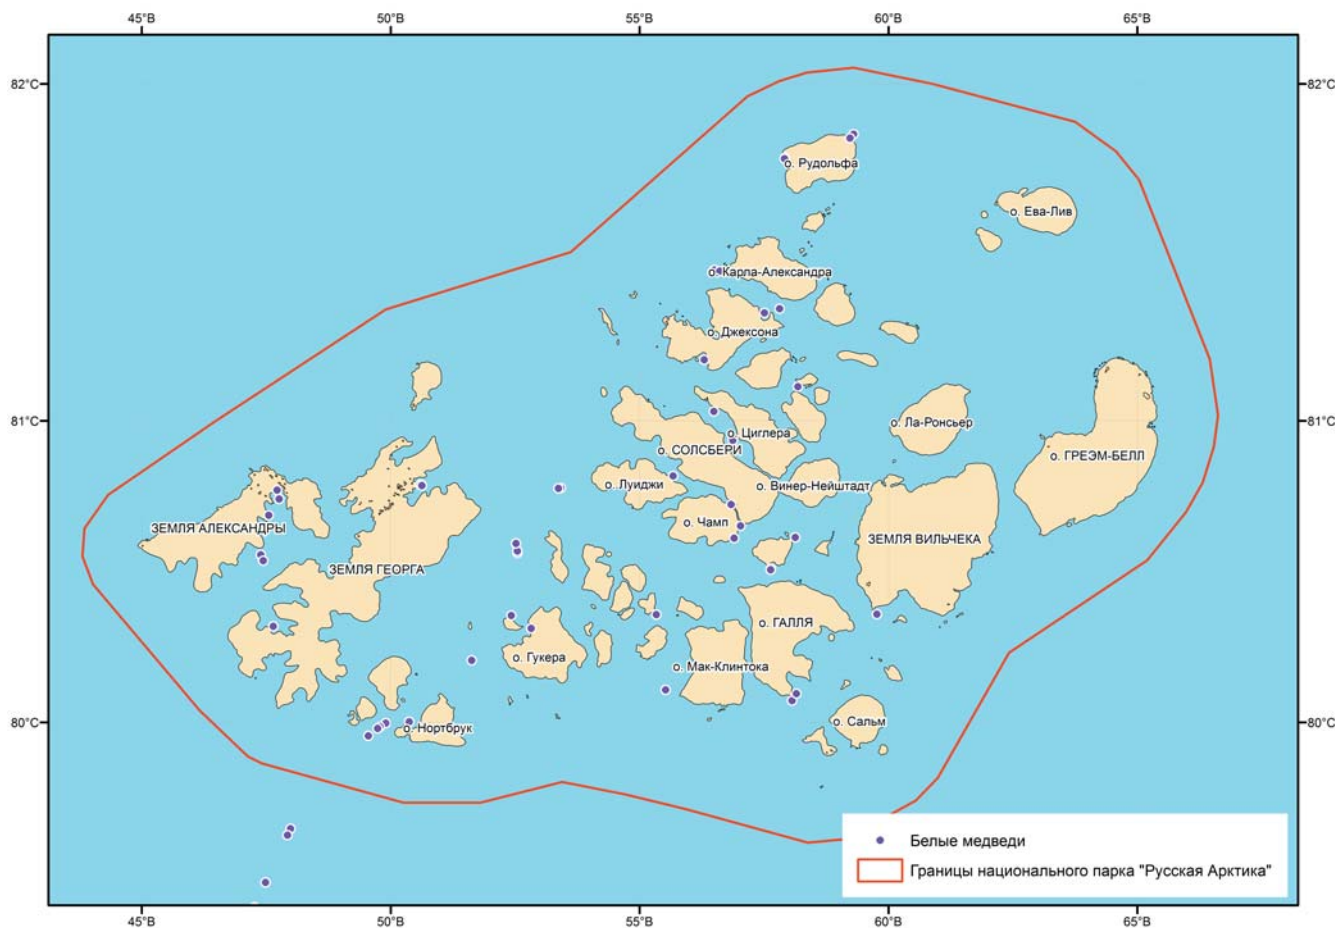 45°В 50°В 55°В 60°В 65°В
82°С 82°С
о. Рудольфа
о. Ева-Лив
о. Карла-Александра
о. Джексона
81°С 81°С
о. Ла-Ронсьер
о. Циглера
о. СОЛСБЕРИ
о. ГРЕЭМ-БЕЛЛ
о. Луиджи
о. Винер-Нейштадт
о. Чамп
ЗЕМЛЯ АЛЕКСАНДРЫ
ЗЕМЛЯ ВИЛЬЧЕКА
ЗЕМЛЯ ГЕОРГА
о. ГАЛЛЯ
о. Гукера
о. Мак-Клинтока
80°С 80°С
о. Сальм
о. Нортбрук
Белые медведи
Границы национального парка "Русская Арктика"
45°В 50°В 55°В 60°В 65°В